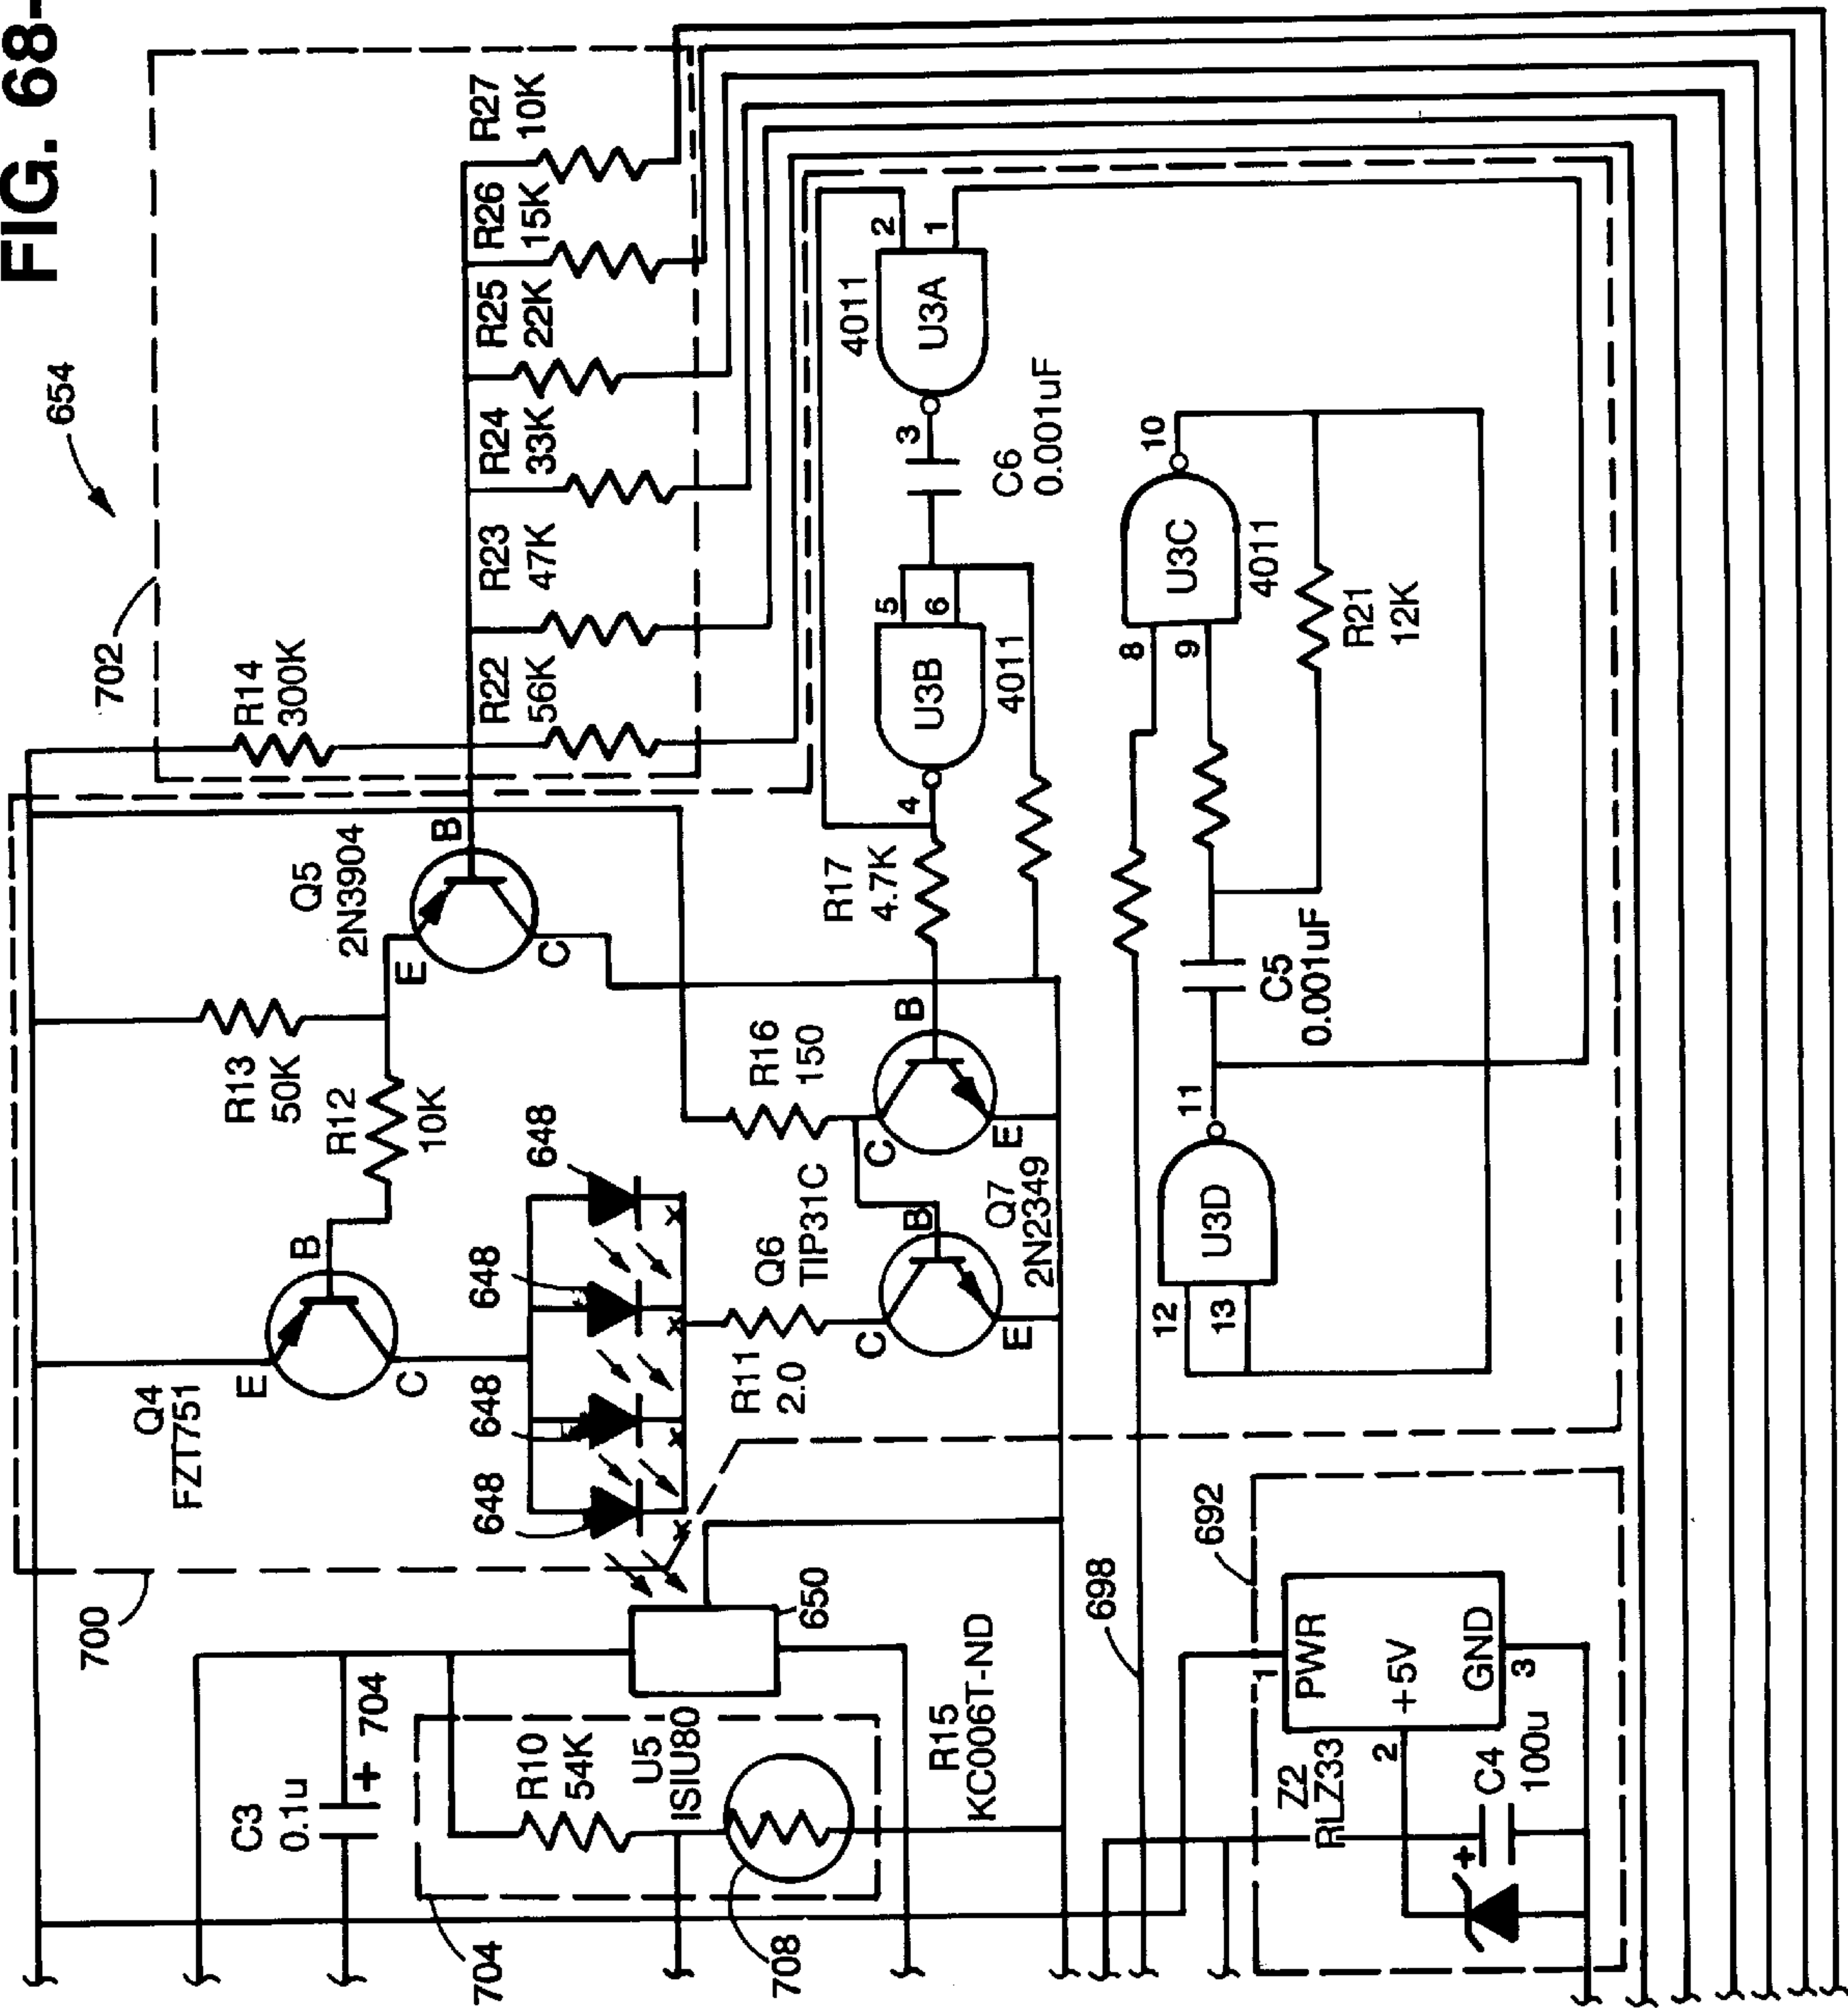 FIG. 68-
654
702
R14
300K
R22
56K
R23
47K
R24
33K
R25
22K
R26
15K
R27
10K
Q5
2N3904
B
E
C
R13
50K
R12
10K
Q4
FZT751
E
B
C
700
648
648
648
648
x
x
x
x
R11
2.0
Q6
TIP31C
C
B
E
R16
150
C
B
E
Q7
2N2349
R17
4.7K
4
U3B
4011
5
6
C6
0.001uF
3
U3A
4011
2
1
8
9
U3C
4011
10
R21
12K
C5
0.001uF
11
U3D
12
13
C3
0.1u
+
704
R10
54K
U5
ISIU80
650
R15
KC006T-ND
704
708
698
692
1
PWR
+5V
GND
2
3
Z2
RLZ33
C4
100u
+